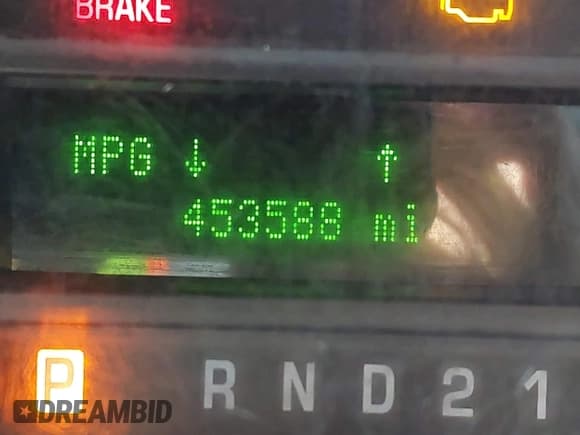 BRAKE
MPG ↓ ↑
453588 mi
P R N D 2 1
DREAMBID